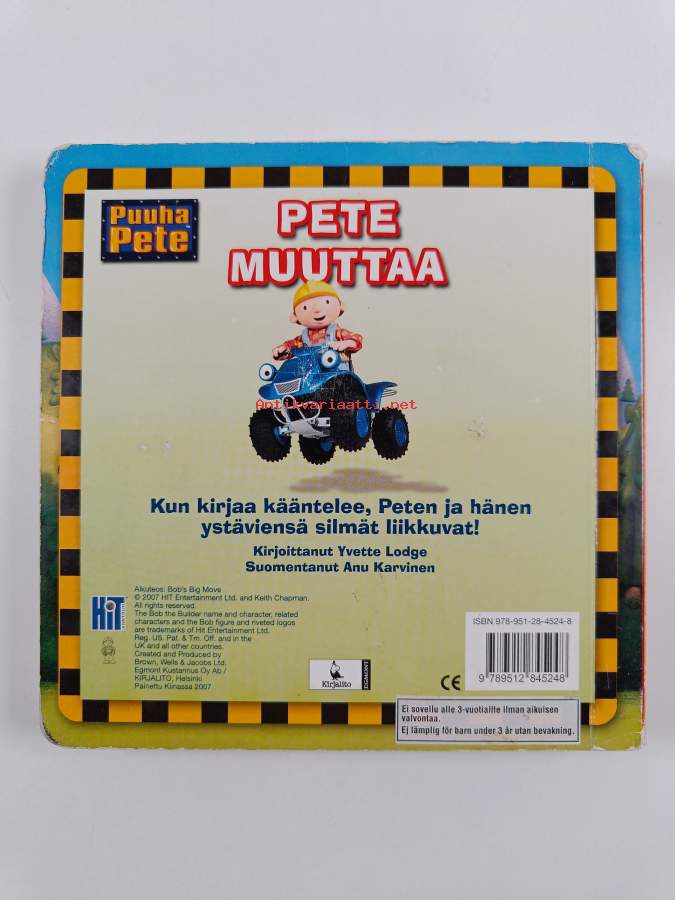 Puuha
Pete™
PETE
MUUTTAA
Antikvariaatti.net
Kun kirjaa kääntelee, Peten ja hänen
ystäviensä silmät liikkuvat!
Kirjoittanut Yvette Lodge
Suomentanut Anu Karvinen
HiT
Alkuteos: Bob's Big Move
© 2007 HIT Entertainment Ltd. and Keith Chapman.
All rights reserved.
The Bob the Builder name and character, related
characters and the Bob figure and riveted logos
are trademarks of Hit Entertainment Ltd.
Reg. US. Pat. & Tm. Off. and in the
UK and all other countries.
Created and Produced by
Brown, Wells & Jacobs Ltd.
Egmont Kustannus Oy Ab /
KIRJALITO, Helsinki
Painettu Kiinassa 2007
Kirjalito
EGMONT
CE
ISBN 978-951-28-4524-8
9 789512 845248
Ei sovellu alle 3-vuotiaille ilman aikuisen
valvontaa.
Ej lämplig för barn under 3 år utan bevakning.